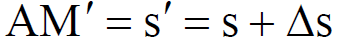 AM′ = s′ = s + Δs